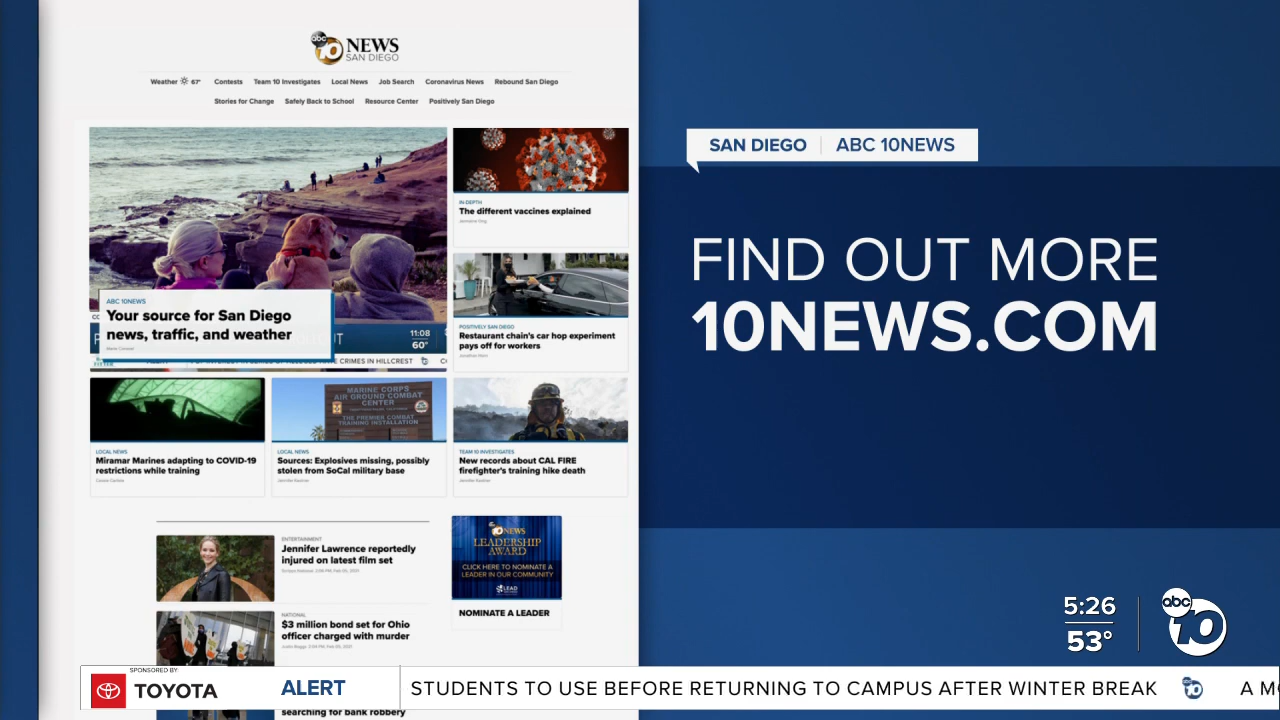 abc 10 NEWS
SAN DIEGO
Weather 67°
Contests
Team 10 Investigates
Local News
Job Search
Coronavirus News
Rebound San Diego
Stories for Change
Safely Back to School
Resource Center
Positively San Diego
ABC 10NEWS
Your source for San Diego
news, traffic, and weather
11:08
60°
CRIMES IN HILLCREST
IN-DEPTH
The different vaccines explained
POSITIVELY SAN DIEGO
Restaurant chain's car hop experiment
pays off for workers
LOCAL NEWS
Miramar Marines adapting to COVID-19
restrictions while training
MARINE CORPS
AIR GROUND COMBAT
CENTER
THE PREMIER COMBAT
TRAINING INSTALLATION
LOCAL NEWS
Sources: Explosives missing, possibly
stolen from SoCal military base
TEAM 10 INVESTIGATES
New records about CAL FIRE
firefighter's training hike death
ENTERTAINMENT
Jennifer Lawrence reportedly
injured on latest film set
NATIONAL
$3 million bond set for Ohio
officer charged with murder
searching for bank robbery
10 NEWS
LEADERSHIP
AWARD
CLICK HERE TO NOMINATE A
LEADER IN OUR COMMUNITY
LEAD
NOMINATE A LEADER
SAN DIEGO | ABC 10NEWS
FIND OUT MORE
10NEWS.COM
5:26
53°
abc 10
SPONSORED BY:
TOYOTA
ALERT
STUDENTS TO USE BEFORE RETURNING TO CAMPUS AFTER WINTER BREAK abc 10 A M